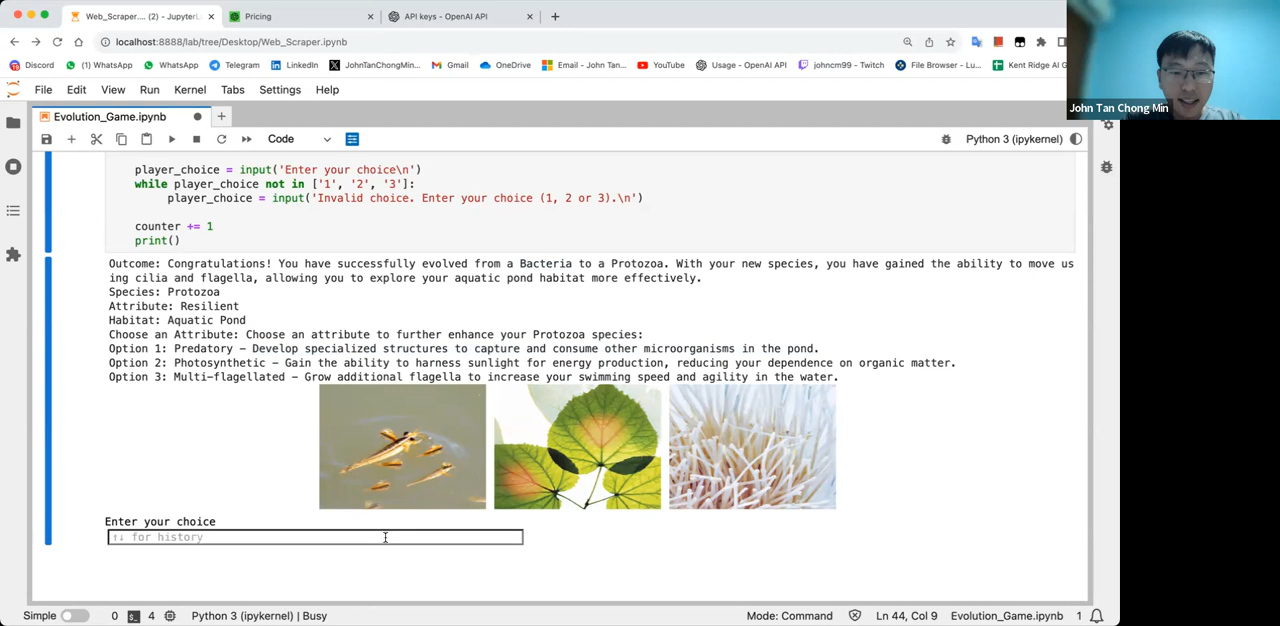 Web_Scraper.... (2) - JupyterL
Pricing
API keys - OpenAI API
localhost:8888/lab/tree/Desktop/Web_Scraper.ipynb
Discord
(1) WhatsApp
WhatsApp
Telegram
LinkedIn
JohnTanChongMin...
Gmail
OneDrive
Email - John Tan...
YouTube
Usage - OpenAI API
johncm99 - Twitch
File Browser - Lu...
Kent Ridge AI G
John Tan Chong Min
File Edit View Run Kernel Tabs Settings Help
Evolution_Game.ipynb
Code
Python 3 (ipykernel)
player_choice = input('Enter your choice\n')
while player_choice not in ['1', '2', '3']:
player_choice = input('Invalid choice. Enter your choice (1, 2 or 3).\n')
counter += 1
print()
Outcome: Congratulations! You have successfully evolved from a Bacteria to a Protozoa. With your new species, you have gained the ability to move us
ing cilia and flagella, allowing you to explore your aquatic pond habitat more effectively.
Species: Protozoa
Attribute: Resilient
Habitat: Aquatic Pond
Choose an Attribute: Choose an attribute to further enhance your Protozoa species:
Option 1: Predatory – Develop specialized structures to capture and consume other microorganisms in the pond.
Option 2: Photosynthetic – Gain the ability to harness sunlight for energy production, reducing your dependence on organic matter.
Option 3: Multi-flagellated – Grow additional flagella to increase your swimming speed and agility in the water.
Enter your choice
↑↓ for history
Simple 0 4 Python 3 (ipykernel) | Busy Mode: Command Ln 44, Col 9 Evolution_Game.ipynb 1